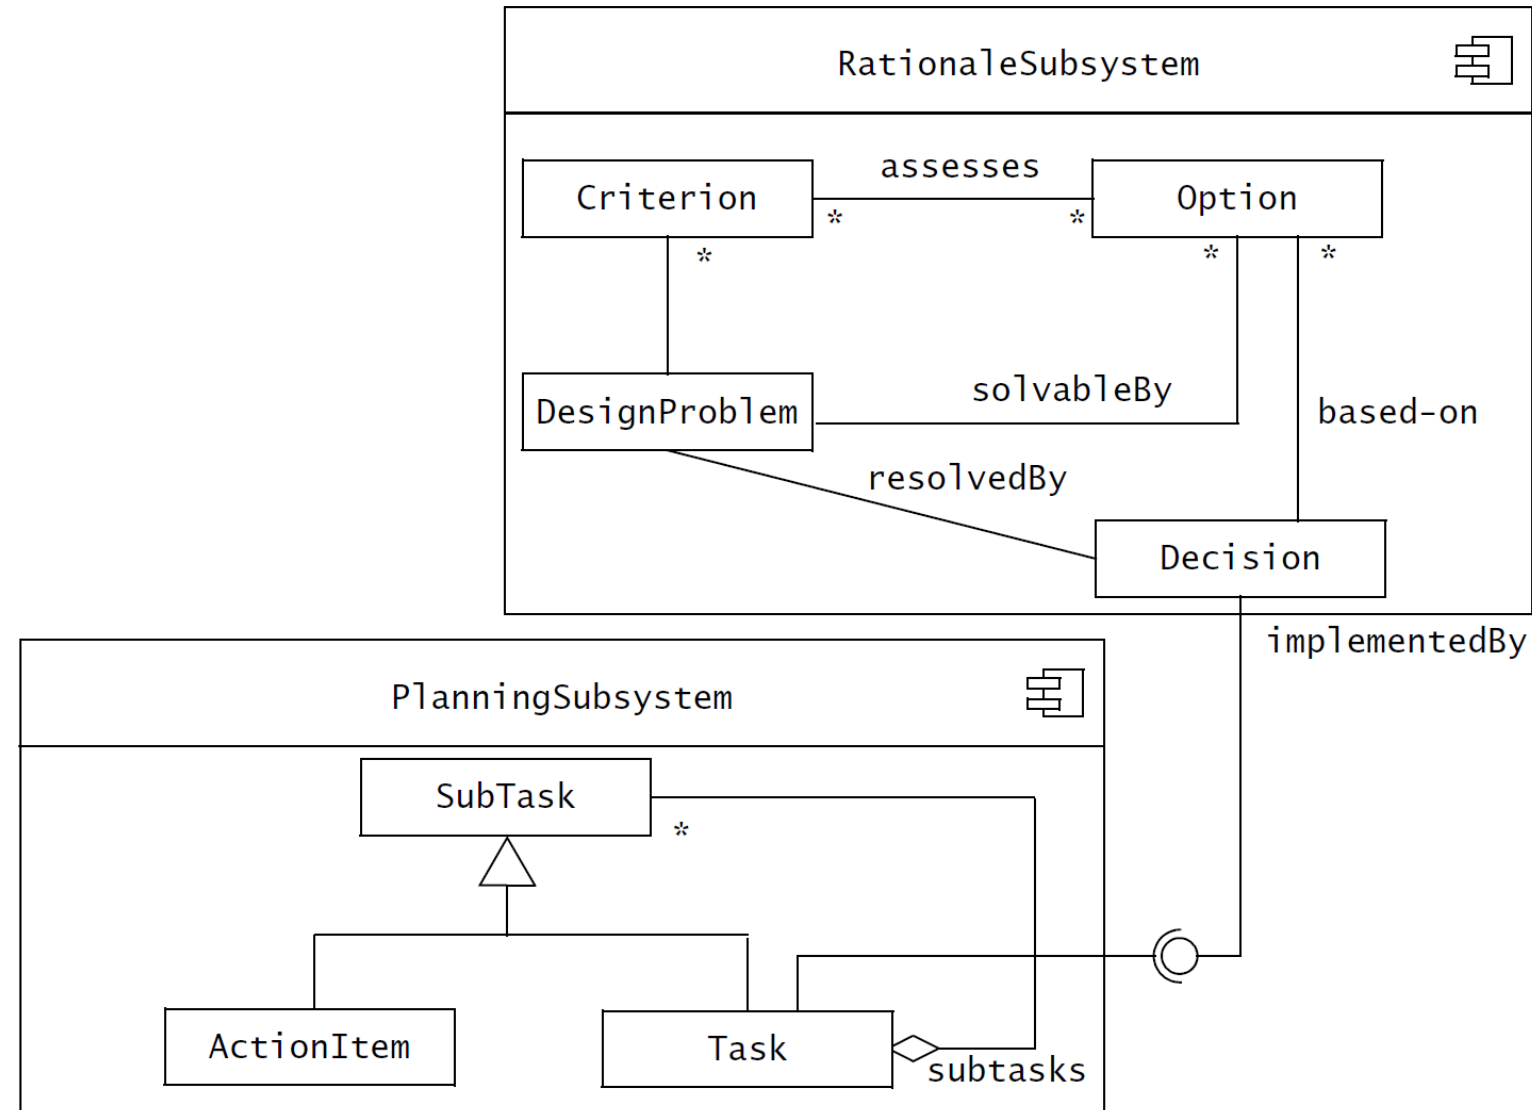 RationaleSubsystem
assesses
Criterion
Option
*
*
*
*
*
solvableBy
DesignProblem
based-on
resolvedBy
Decision
implementedBy
PlanningSubsystem
SubTask
*
ActionItem
Task
subtasks